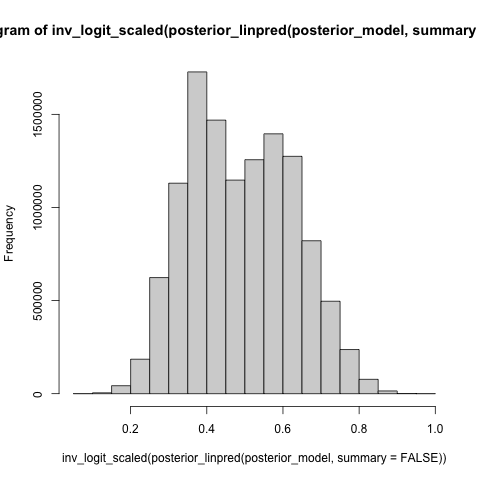 gram of inv_logit_scaled(posterior_linpred(posterior_model, summary
Frequency
1500000
1000000
500000
0
0.2 0.4 0.6 0.8 1.0
inv_logit_scaled(posterior_linpred(posterior_model, summary = FALSE))